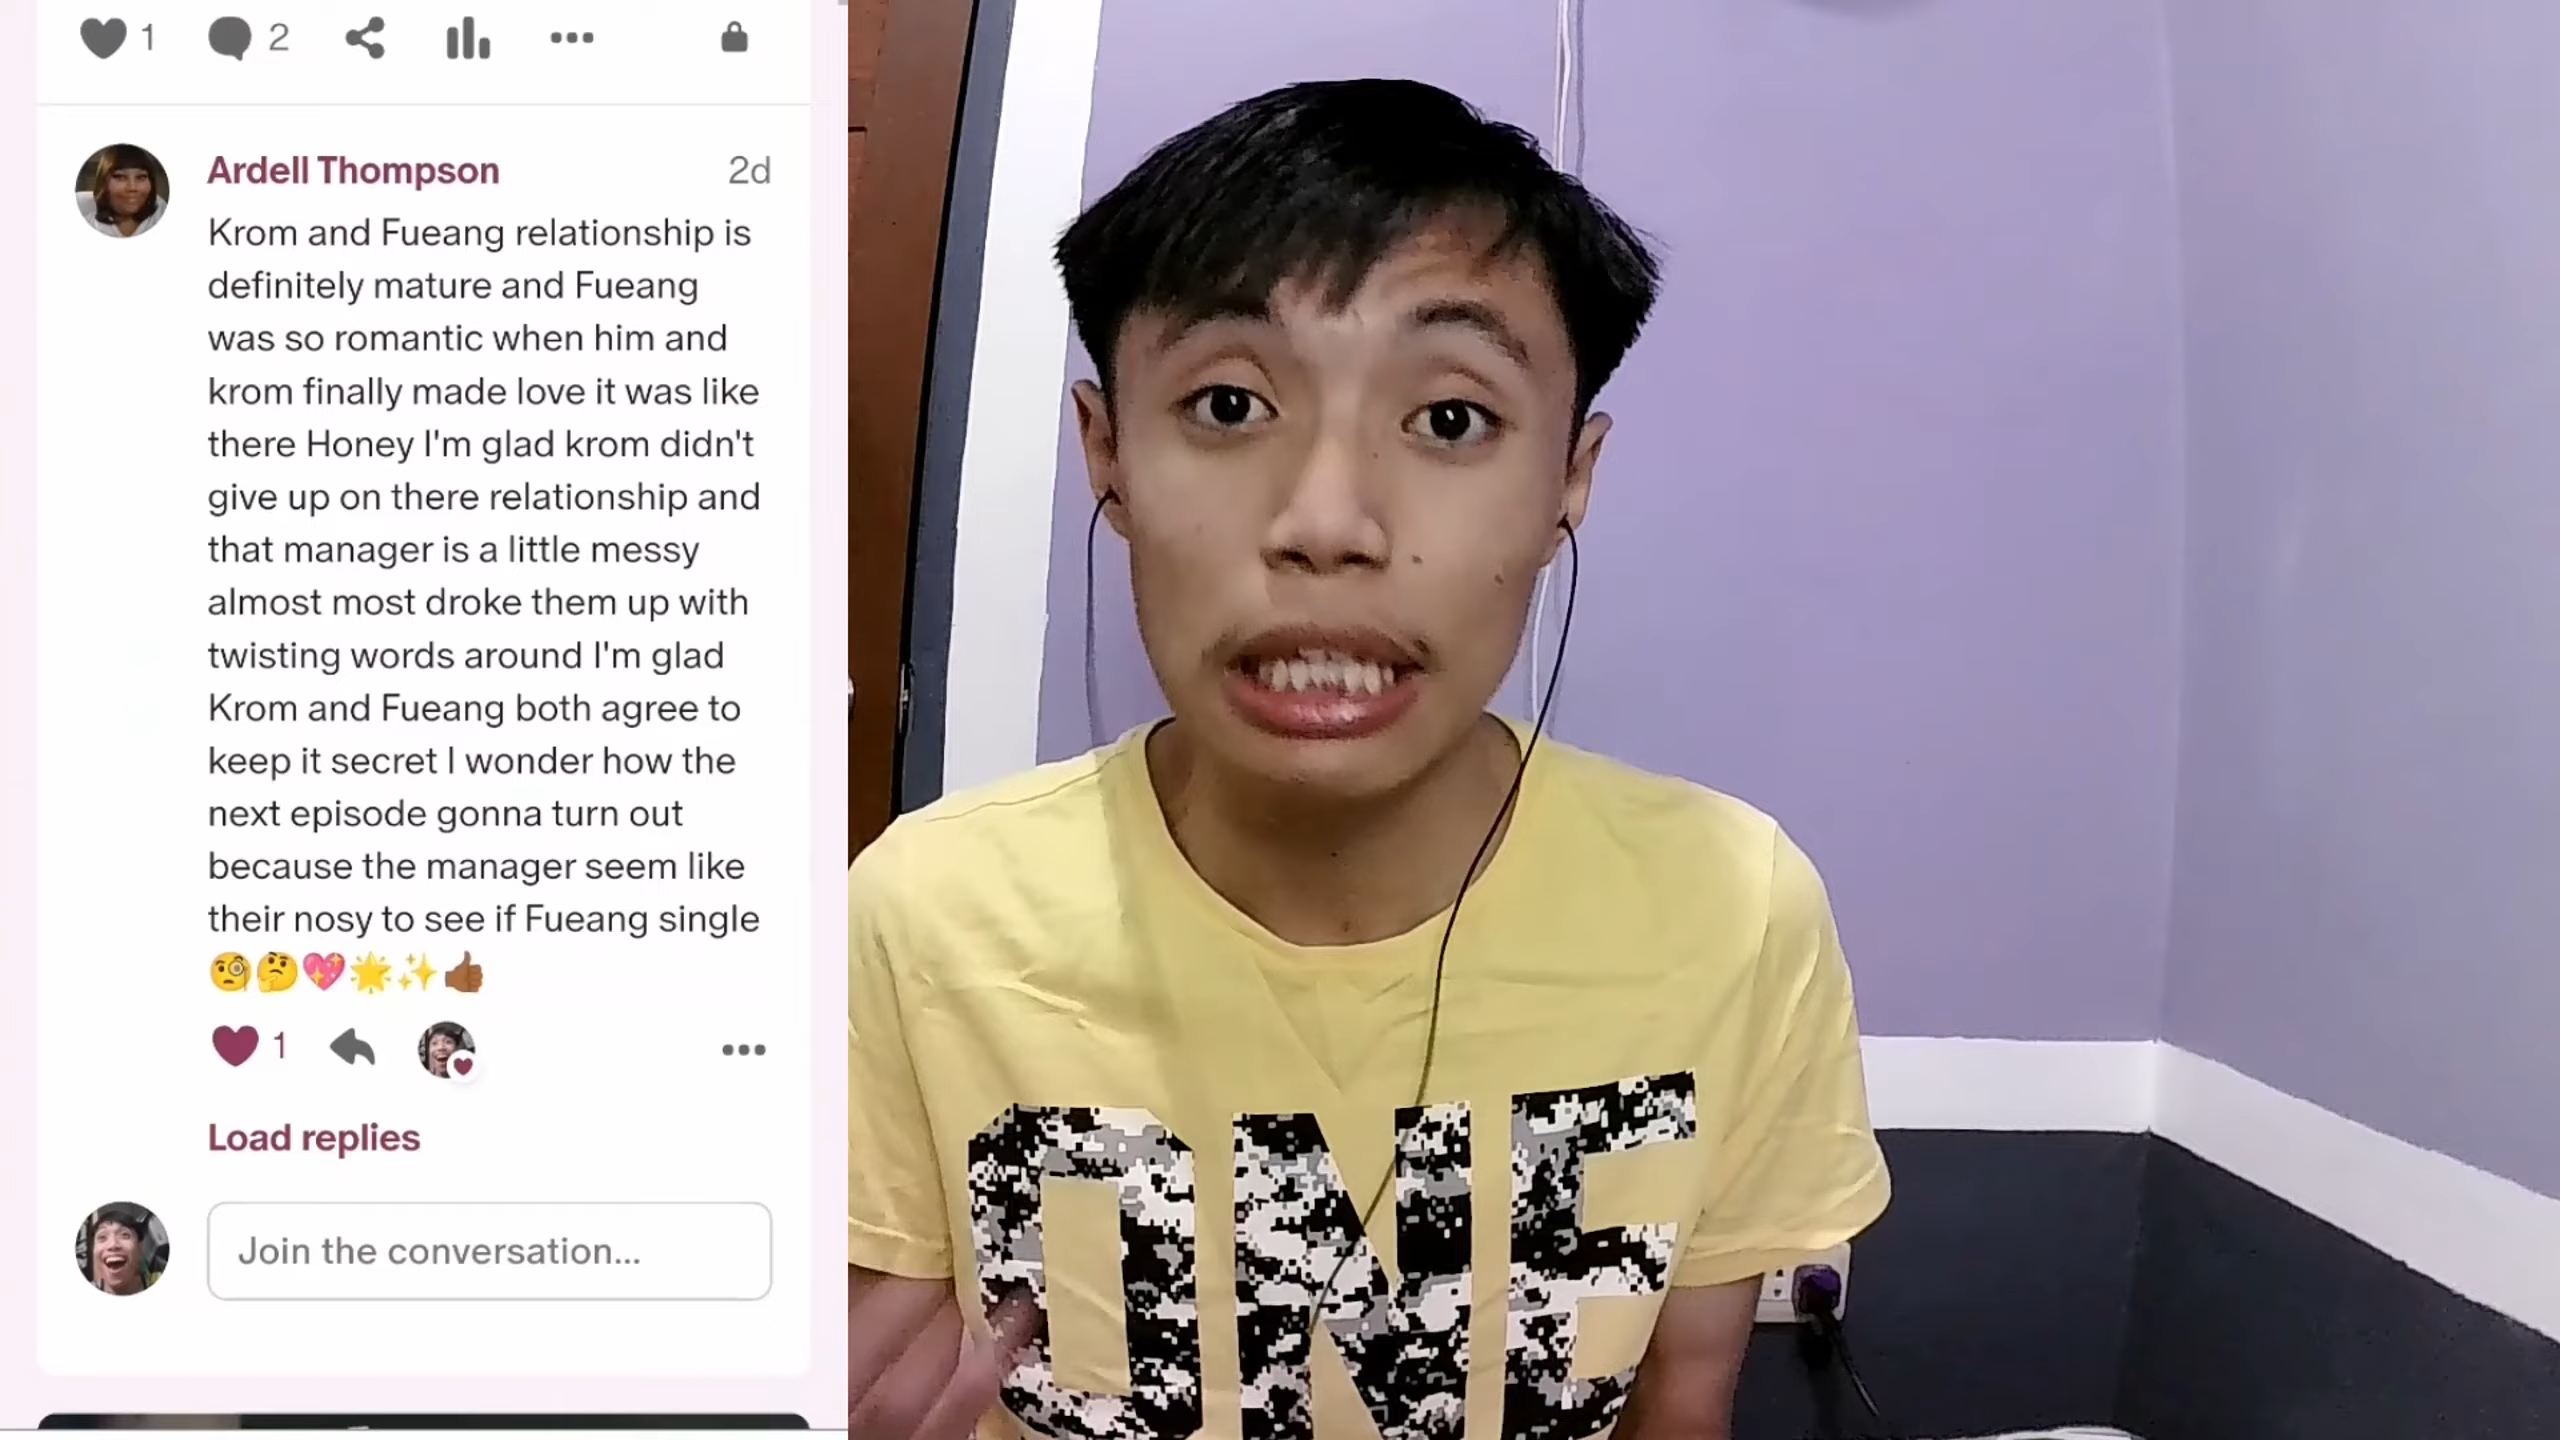 1 2
Ardell Thompson 2d
Krom and Fueang relationship is
definitely mature and Fueang
was so romantic when him and
krom finally made love it was like
there Honey I'm glad krom didn't
give up on there relationship and
that manager is a little messy
almost most droke them up with
twisting words around I'm glad
Krom and Fueang both agree to
keep it secret I wonder how the
next episode gonna turn out
because the manager seem like
their nosy to see if Fueang single
🧐🤔💖🌟✨👍🏾
1
Load replies
Join the conversation...
ONE